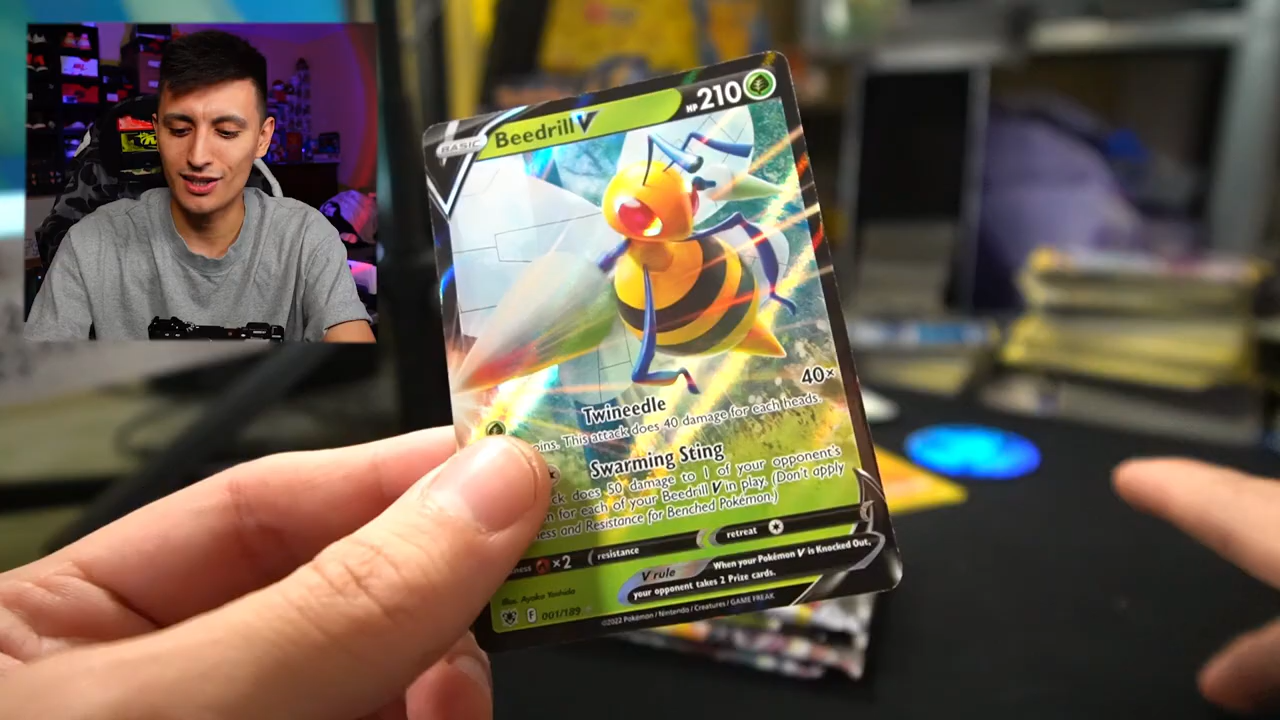 BASIC
Beedrill V
HP 210
Twineedle
40×
oins. This attack does 40 damage for each heads.
Swarming Sting
ck does 50 damage to 1 of your opponent's
n for each of your Beedrill V in play. (Don't apply
ness and Resistance for Benched Pokémon.)
ness ×2
resistance
retreat
V rule
When your Pokémon V is Knocked Out,
your opponent takes 2 Prize cards.
Illus. Ayaka Yoshida
F 001/189
©2022 Pokémon / Nintendo / Creatures / GAME FREAK